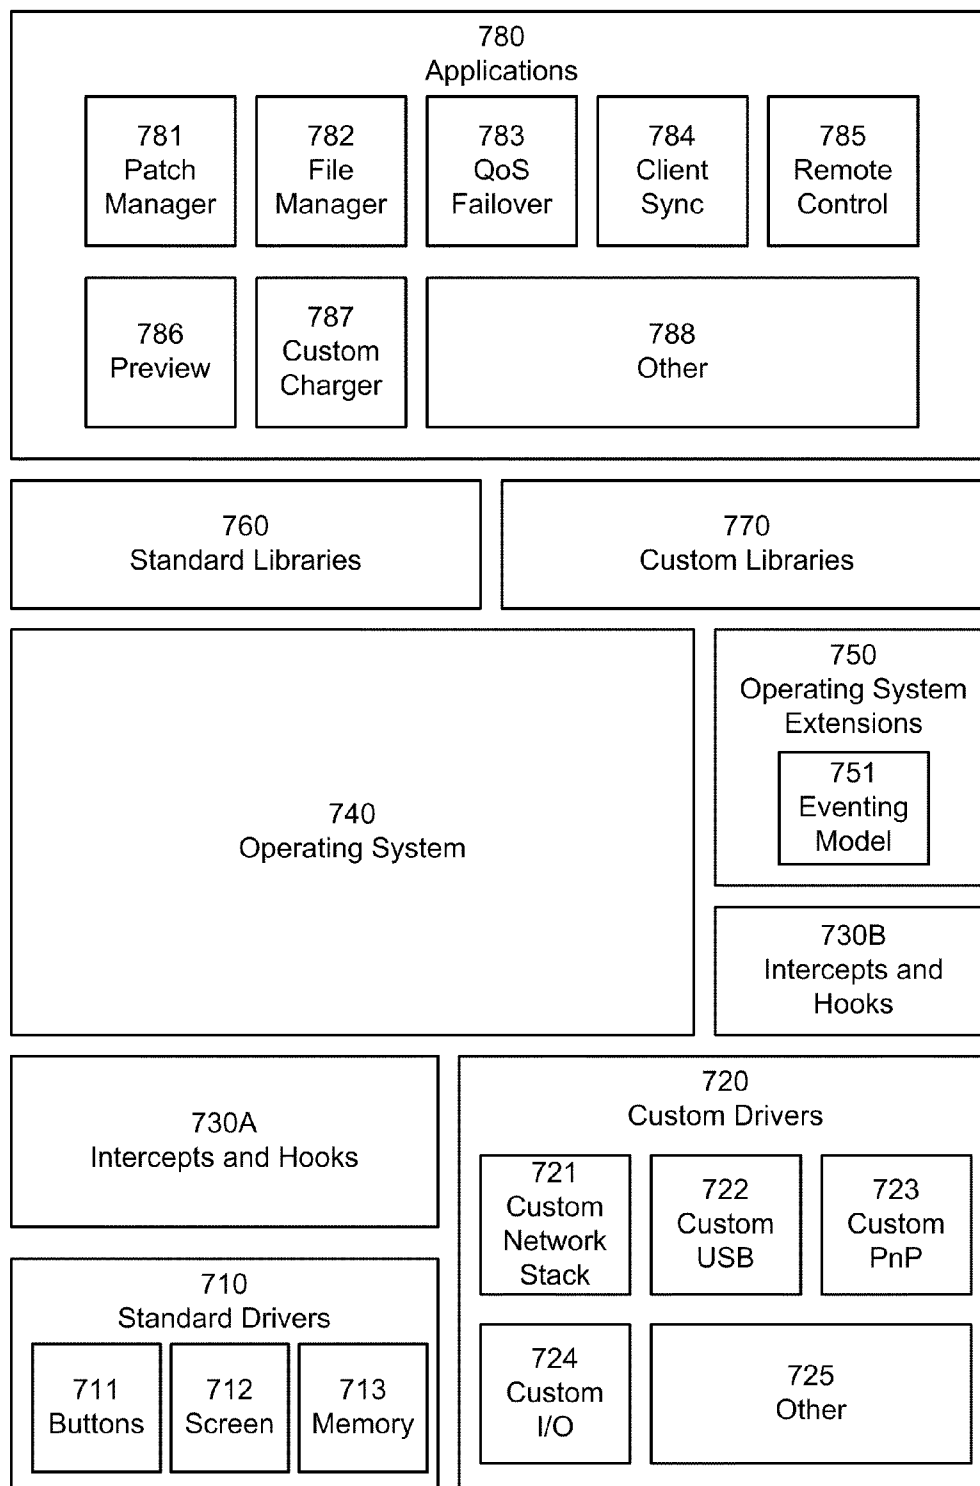 780
Applications
781
Patch
Manager
782
File
Manager
783
QoS
Failover
784
Client
Sync
785
Remote
Control
786
Preview
787
Custom
Charger
788
Other
760
Standard Libraries
770
Custom Libraries
740
Operating System
750
Operating System
Extensions
751
Eventing
Model
730B
Intercepts and
Hooks
730A
Intercepts and Hooks
720
Custom Drivers
721
Custom
Network
Stack
722
Custom
USB
723
Custom
PnP
724
Custom
I/O
725
Other
710
Standard Drivers
711
Buttons
712
Screen
713
Memory